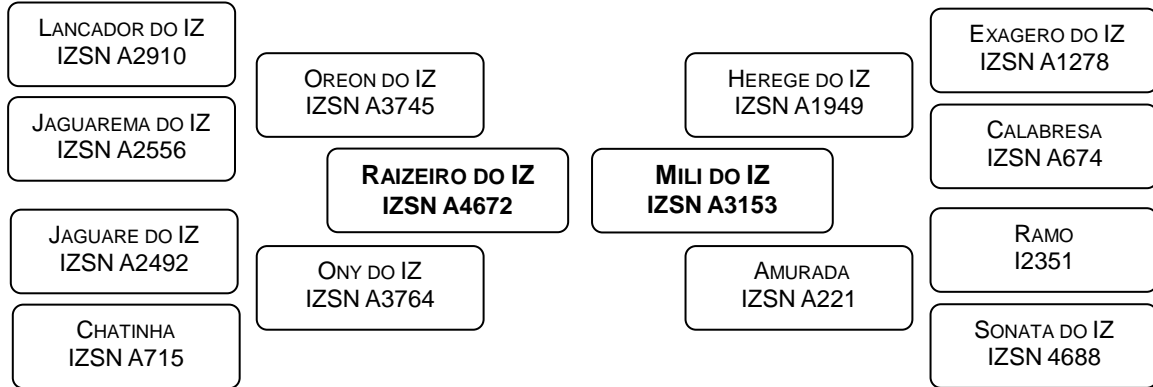 LANCADOR DO IZ
IZSN A2910
JAGUAREMA DO IZ
IZSN A2556
OREON DO IZ
IZSN A3745
RAIZEIRO DO IZ
IZSN A4672
JAGUARE DO IZ
IZSN A2492
CHATINHA
IZSN A715
ONY DO IZ
IZSN A3764
HEREGE DO IZ
IZSN A1949
EXAGERO DO IZ
IZSN A1278
CALABRESA
IZSN A674
MILI DO IZ
IZSN A3153
RAMO
I2351
AMURADA
IZSN A221
SONATA DO IZ
IZSN 4688